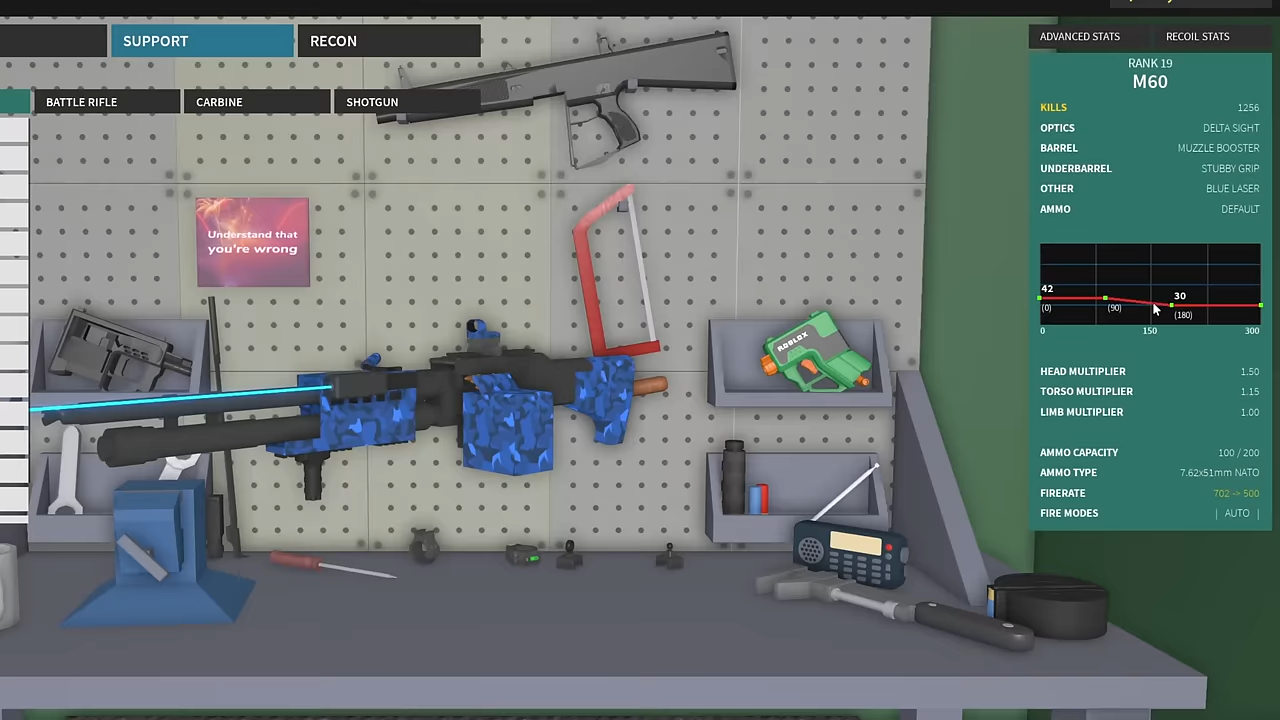 SUPPORT
RECON
BATTLE RIFLE
CARBINE
SHOTGUN
Understand that
you're wrong
ROBLOX
ADVANCED STATS
RECOIL STATS
RANK 19
M60
KILLS 1256
OPTICS DELTA SIGHT
BARREL MUZZLE BOOSTER
UNDERBARREL STUBBY GRIP
OTHER BLUE LASER
AMMO DEFAULT
42
30
(0)
(90)
(180)
0 150 300
HEAD MULTIPLIER 1.50
TORSO MULTIPLIER 1.15
LIMB MULTIPLIER 1.00
AMMO CAPACITY 100 / 200
AMMO TYPE 7.62x51mm NATO
FIRERATE 702 -> 500
FIRE MODES | AUTO |